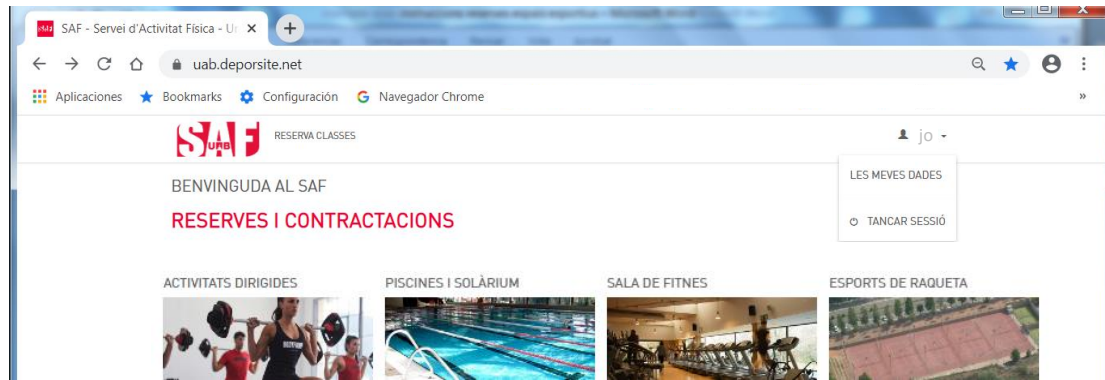 SAF - Servei d'Activitat Física - Un
uab.deporsite.net
Aplicaciones Bookmarks Configuración Navegador Chrome »
SAF UAB RESERVA CLASSES jo
LES MEVES DADES
BENVINGUDA AL SAF
RESERVES I CONTRACTACIONS
TANCAR SESSIÓ
ACTIVITATS DIRIGIDES PISCINES I SOLÀRIUM SALA DE FITNES ESPORTS DE RAQUETA